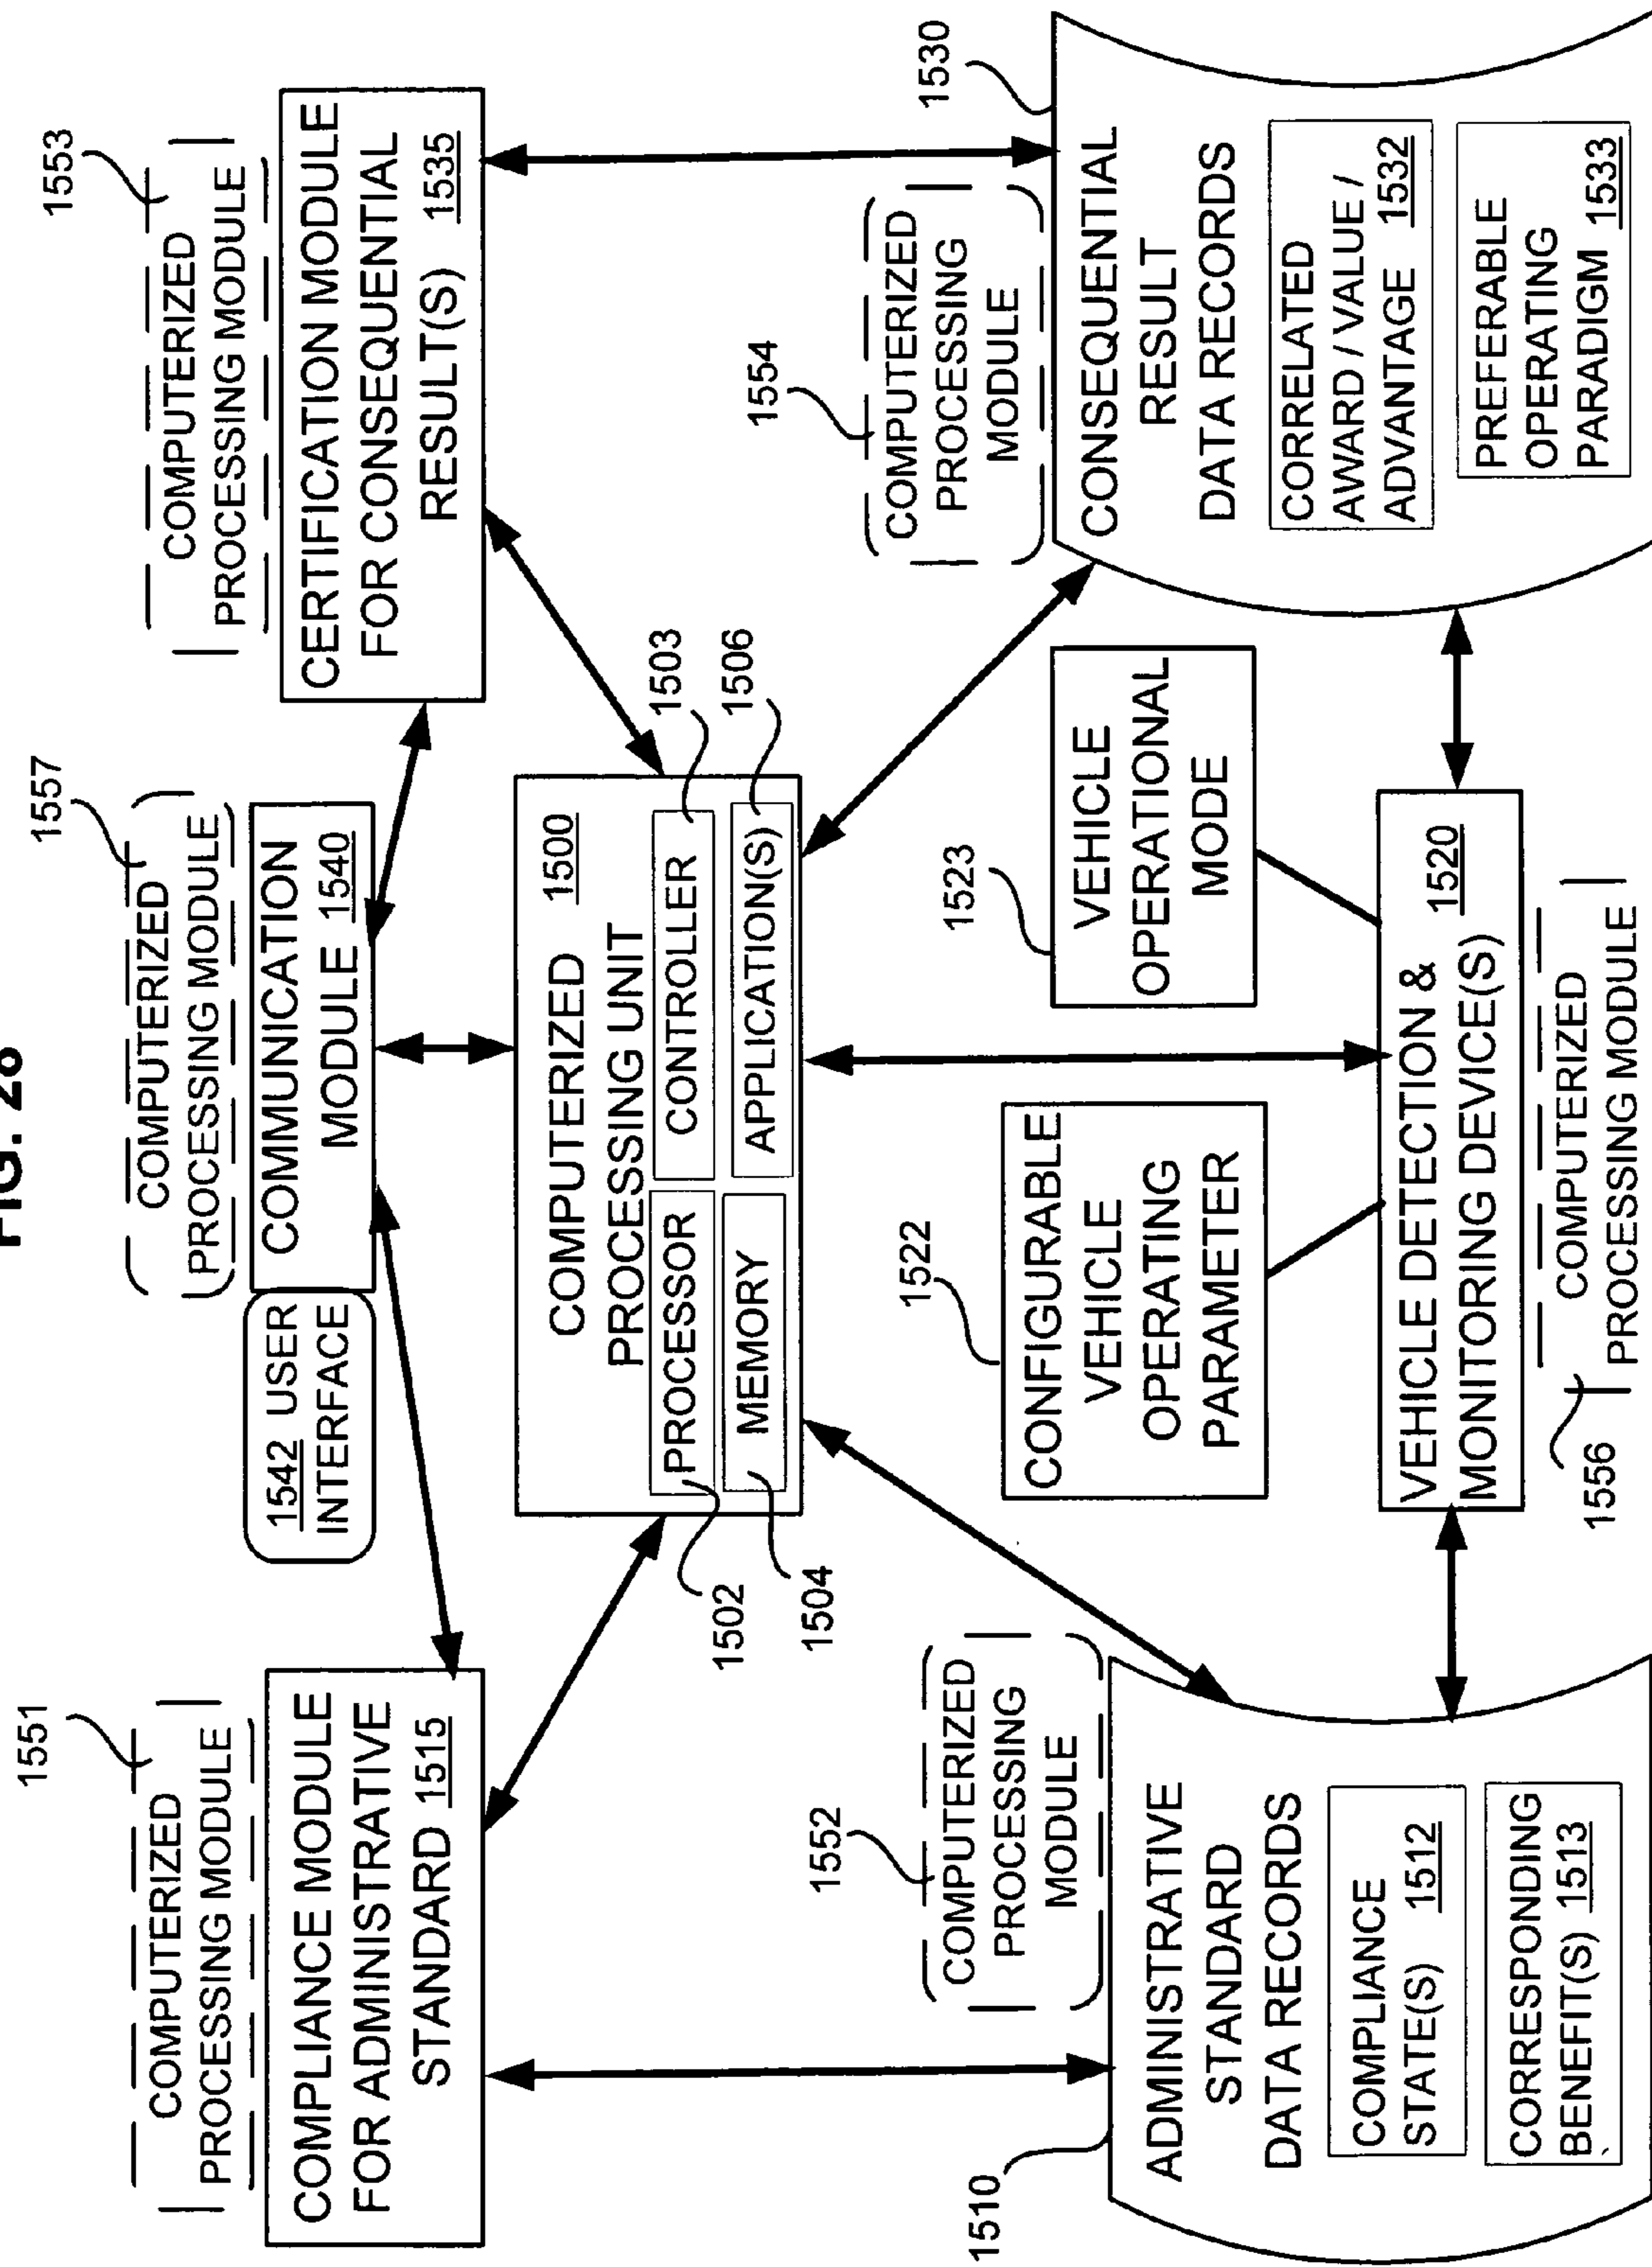 FIG. 28
1551
COMPUTERIZED
PROCESSING MODULE
COMPLIANCE MODULE
FOR ADMINISTRATIVE
STANDARD 1515
1557
COMPUTERIZED
PROCESSING MODULE
1542 USER
INTERFACE
COMMUNICATION
MODULE 1540
1553
COMPUTERIZED
PROCESSING MODULE
CERTIFICATION MODULE
FOR CONSEQUENTIAL
RESULT(S) 1535
COMPUTERIZED 1500
PROCESSING UNIT
PROCESSOR
CONTROLLER
MEMORY
APPLICATION(S)
1502
1504
1503
1506
1552
COMPUTERIZED
PROCESSING
MODULE
1510
ADMINISTRATIVE
STANDARD
DATA RECORDS
COMPLIANCE
STATE(S) 1512
CORRESPONDING
BENEFIT(S) 1513
1522
CONFIGURABLE
VEHICLE
OPERATING
PARAMETER
1523
VEHICLE
OPERATIONAL
MODE
VEHICLE DETECTION & 1520
MONITORING DEVICE(S)
1556
COMPUTERIZED
PROCESSING MODULE
1554
COMPUTERIZED
PROCESSING
MODULE
1530
CONSEQUENTIAL
RESULT
DATA RECORDS
CORRELATED
AWARD / VALUE /
ADVANTAGE 1532
PREFERABLE
OPERATING
PARADIGM 1533